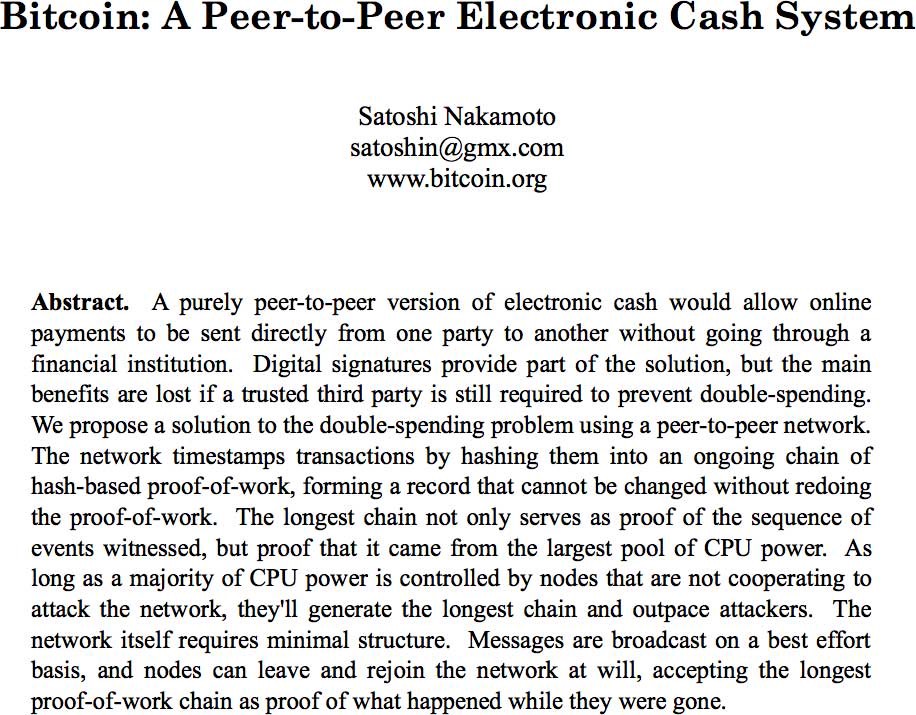 Bitcoin: A Peer-to-Peer Electronic Cash System
Satoshi Nakamoto
satoshin@gmx.com
www.bitcoin.org
Abstract. A purely peer-to-peer version of electronic cash would allow online
payments to be sent directly from one party to another without going through a
financial institution. Digital signatures provide part of the solution, but the main
benefits are lost if a trusted third party is still required to prevent double-spending.
We propose a solution to the double-spending problem using a peer-to-peer network.
The network timestamps transactions by hashing them into an ongoing chain of
hash-based proof-of-work, forming a record that cannot be changed without redoing
the proof-of-work. The longest chain not only serves as proof of the sequence of
events witnessed, but proof that it came from the largest pool of CPU power. As
long as a majority of CPU power is controlled by nodes that are not cooperating to
attack the network, they'll generate the longest chain and outpace attackers. The
network itself requires minimal structure. Messages are broadcast on a best effort
basis, and nodes can leave and rejoin the network at will, accepting the longest
proof-of-work chain as proof of what happened while they were gone.